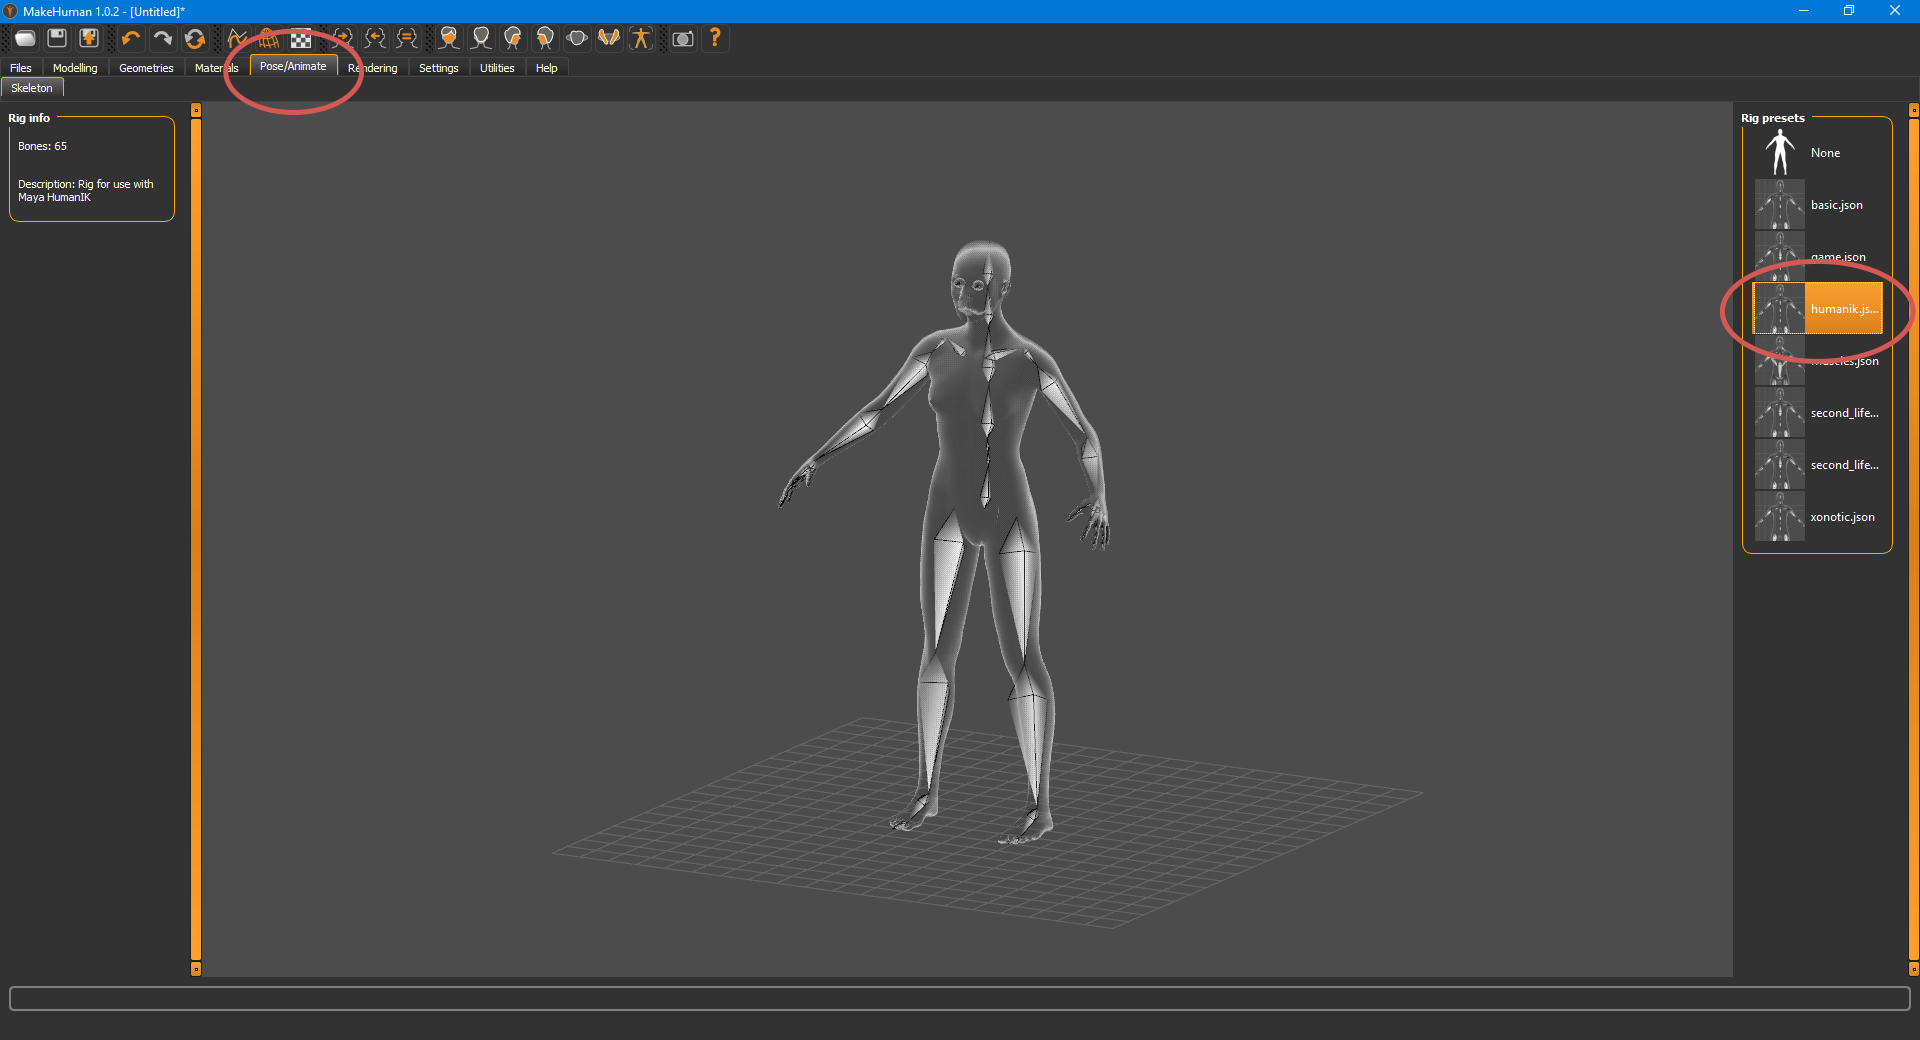 MakeHuman 1.0.2 - [Untitled]*
Files Modelling Geometries Materials Pose/Animate Rendering Settings Utilities Help
Skeleton
Rig info
Bones: 65
Description: Rig for use with
Maya HumanIK
Rig presets
None
basic.json
game.json
humanik.js...
muscles.json
second_life...
second_life...
xonotic.json